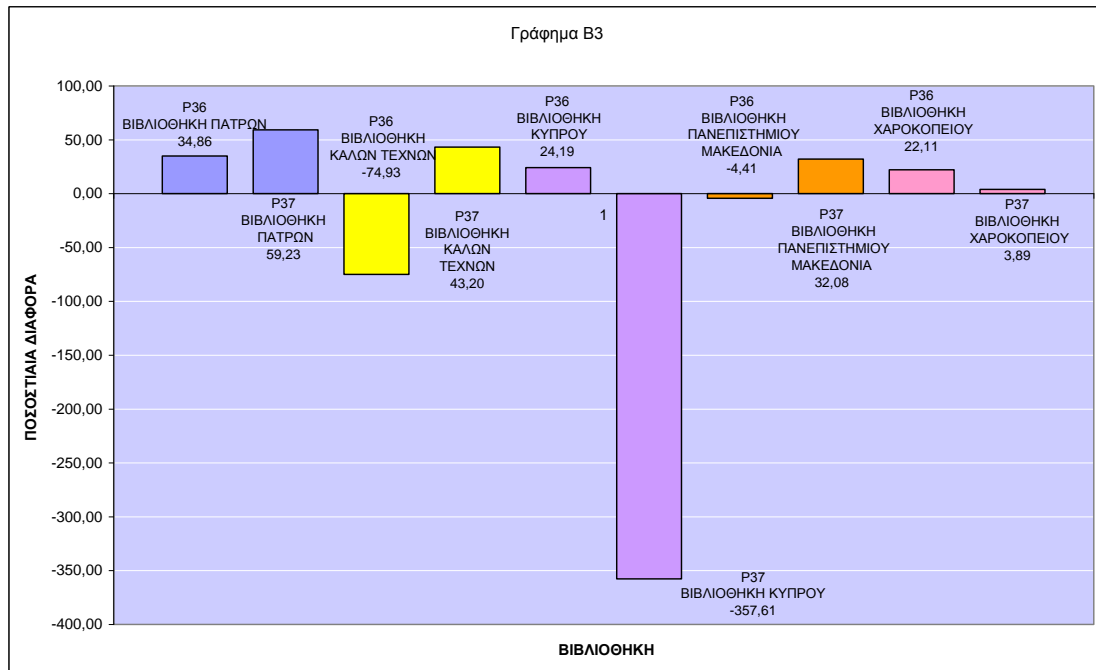 Γράφημα Β3
100,00
50,00
0,00
-50,00
-100,00
-150,00
-200,00
-250,00
-300,00
-350,00
-400,00
ΠΟΣΟΣΤΙΑΙΑ ΔΙΑΦΟΡΑ
P36
ΒΙΒΛΙΟΘΗΚΗ ΠΑΤΡΩΝ
34,86
P37
ΒΙΒΛΙΟΘΗΚΗ
ΠΑΤΡΩΝ
59,23
P36
ΒΙΒΛΙΟΘΗΚΗ
ΚΑΛΩΝ ΤΕΧΝΩΝ
-74,93
P37
ΒΙΒΛΙΟΘΗΚΗ
ΚΑΛΩΝ
ΤΕΧΝΩΝ
43,20
P36
ΒΙΒΛΙΟΘΗΚΗ
ΚΥΠΡΟΥ
24,19
1
P37
ΒΙΒΛΙΟΘΗΚΗ ΚΥΠΡΟΥ
-357,61
P36
ΒΙΒΛΙΟΘΗΚΗ
ΠΑΝΕΠΙΣΤΗΜΙΟΥ
ΜΑΚΕΔΟΝΙΑ
-4,41
P37
ΒΙΒΛΙΟΘΗΚΗ
ΠΑΝΕΠΙΣΤΗΜΙΟΥ
ΜΑΚΕΔΟΝΙΑ
32,08
P36
ΒΙΒΛΙΟΘΗΚΗ
ΧΑΡΟΚΟΠΕΙΟΥ
22,11
P37
ΒΙΒΛΙΟΘΗΚΗ
ΧΑΡΟΚΟΠΕΙΟΥ
3,89
ΒΙΒΛΙΟΘΗΚΗ